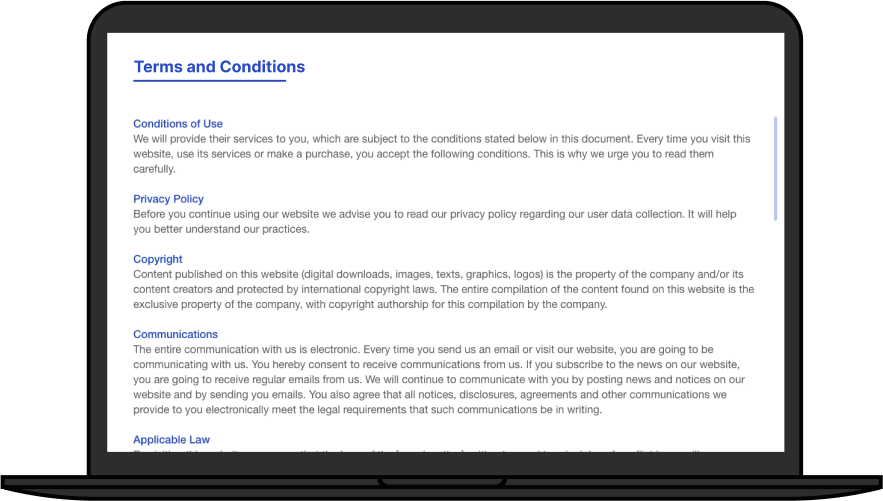 Terms and Conditions
Conditions of Use
We will provide their services to you, which are subject to the conditions stated below in this document. Every time you visit this
website, use its services or make a purchase, you accept the following conditions. This is why we urge you to read them
carefully.
Privacy Policy
Before you continue using our website we advise you to read our privacy policy regarding our user data collection. It will help
you better understand our practices.
Copyright
Content published on this website (digital downloads, images, texts, graphics, logos) is the property of the company and/or its
content creators and protected by international copyright laws. The entire compilation of the content found on this website is the
exclusive property of the company, with copyright authorship for this compilation by the company.
Communications
The entire communication with us is electronic. Every time you send us an email or visit our website, you are going to be
communicating with us. You hereby consent to receive communications from us. If you subscribe to the news on our website,
you are going to receive regular emails from us. We will continue to communicate with you by posting news and notices on our
website and by sending you emails. You also agree that all notices, disclosures, agreements and other communications we
provide to you electronically meet the legal requirements that such communications be in writing.
Applicable Law